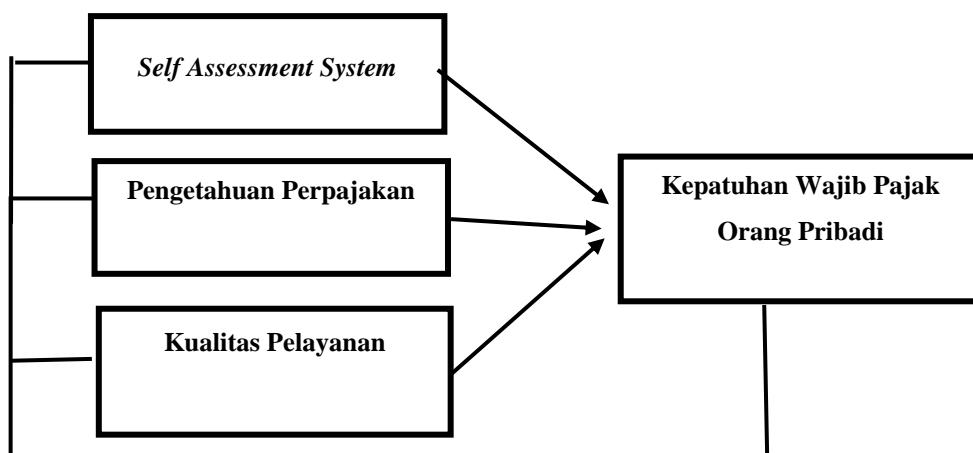 Self Assessment System
Pengetahuan Perpajakan
Kualitas Pelayanan
Kepatuhan Wajib Pajak
Orang Pribadi